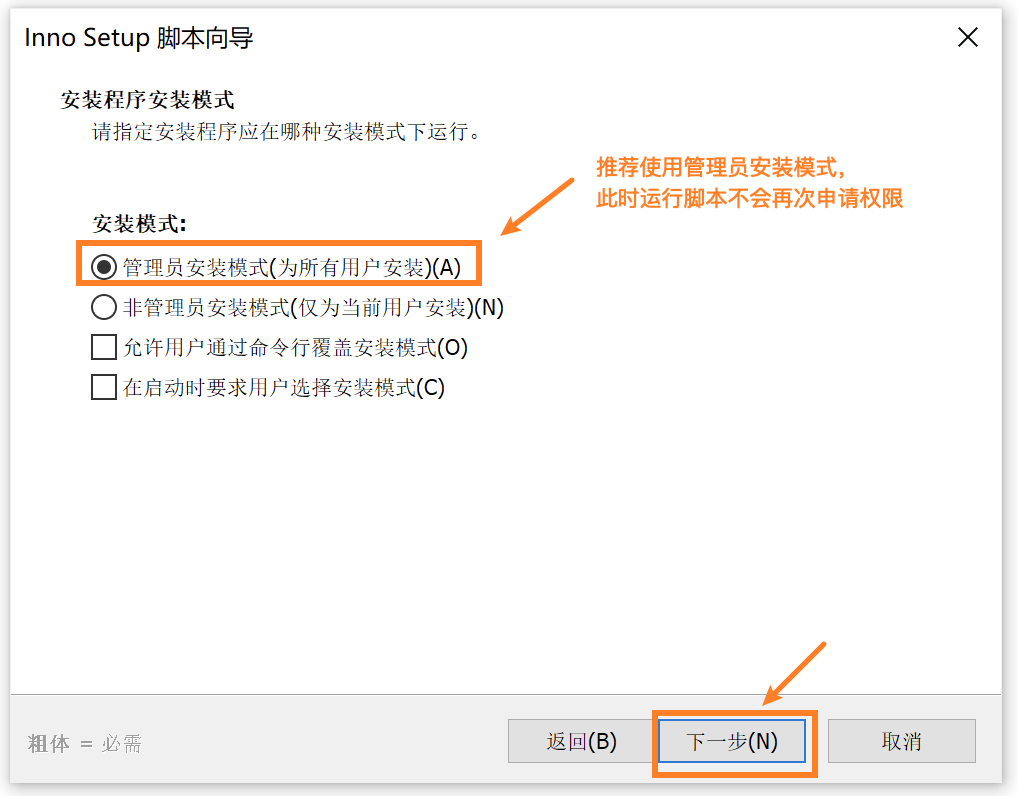 Inno Setup 脚本向导
安装程序安装模式
请指定安装程序应在哪种安装模式下运行。
推荐使用管理员安装模式，
此时运行脚本不会再次申请权限
安装模式:
管理员安装模式(为所有用户安装)(A)
非管理员安装模式(仅为当前用户安装)(N)
允许用户通过命令行覆盖安装模式(O)
在启动时要求用户选择安装模式(C)
粗体 = 必需
返回(B)
下一步(N)
取消